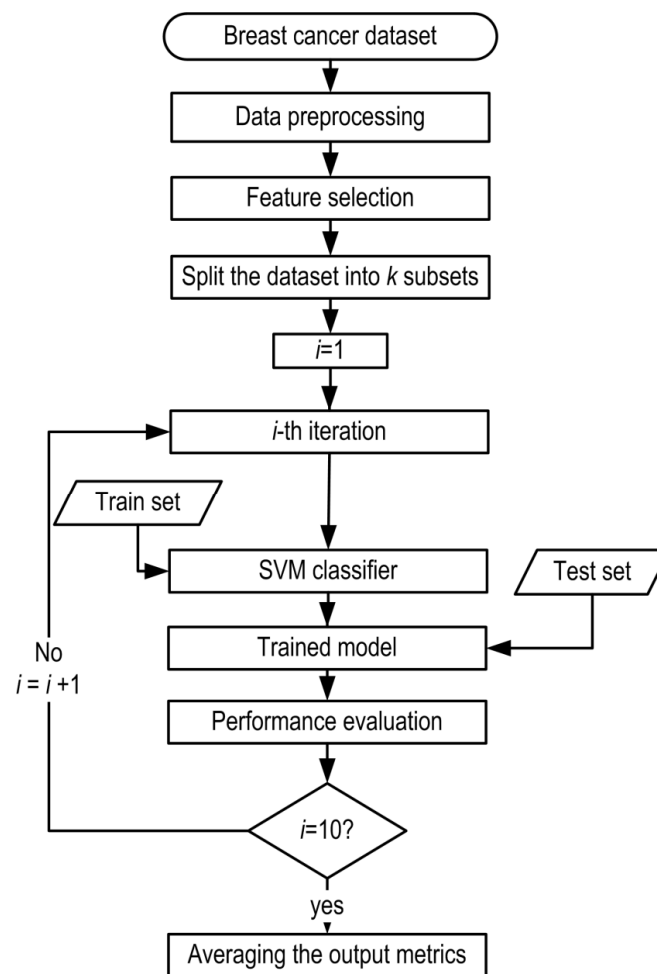 Breast cancer dataset
Data preprocessing
Feature selection
Split the dataset into k subsets
i=1
i-th iteration
Train set
SVM classifier
Test set
Trained model
No
i = i +1
Performance evaluation
i=10?
yes
Averaging the output metrics